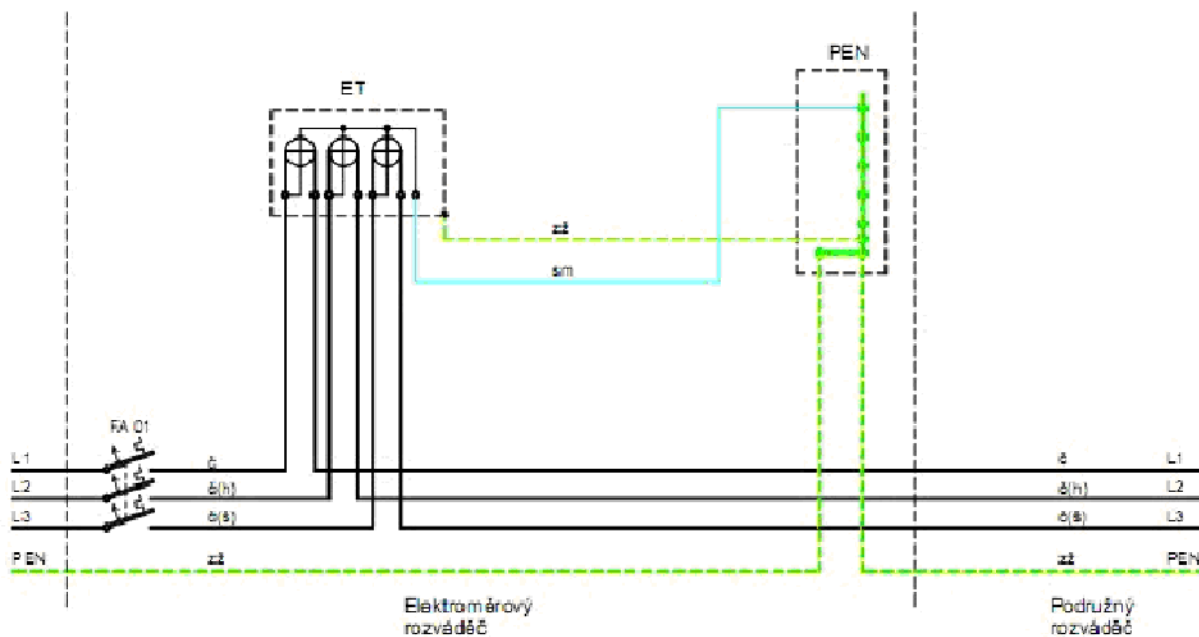 PEN
ET
zž
sm
FA 01
L1 č č L1
L2 č(h) č(h) L2
L3 č(š) č(š) L3
PEN zž zž PEN
Elektroměrový
rozváděč
Podružný
rozváděč